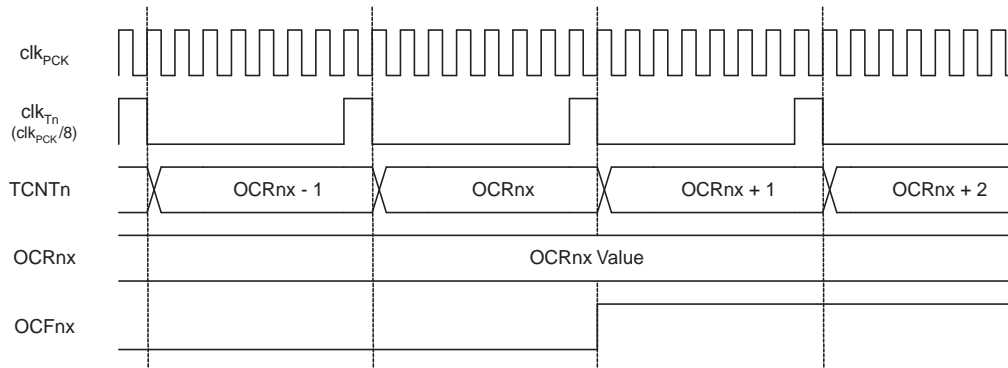 clkPCK
clkTn
(clkPCK/8)
TCNTn OCRnx - 1 OCRnx OCRnx + 1 OCRnx + 2
OCRnx OCRnx Value
OCFnx